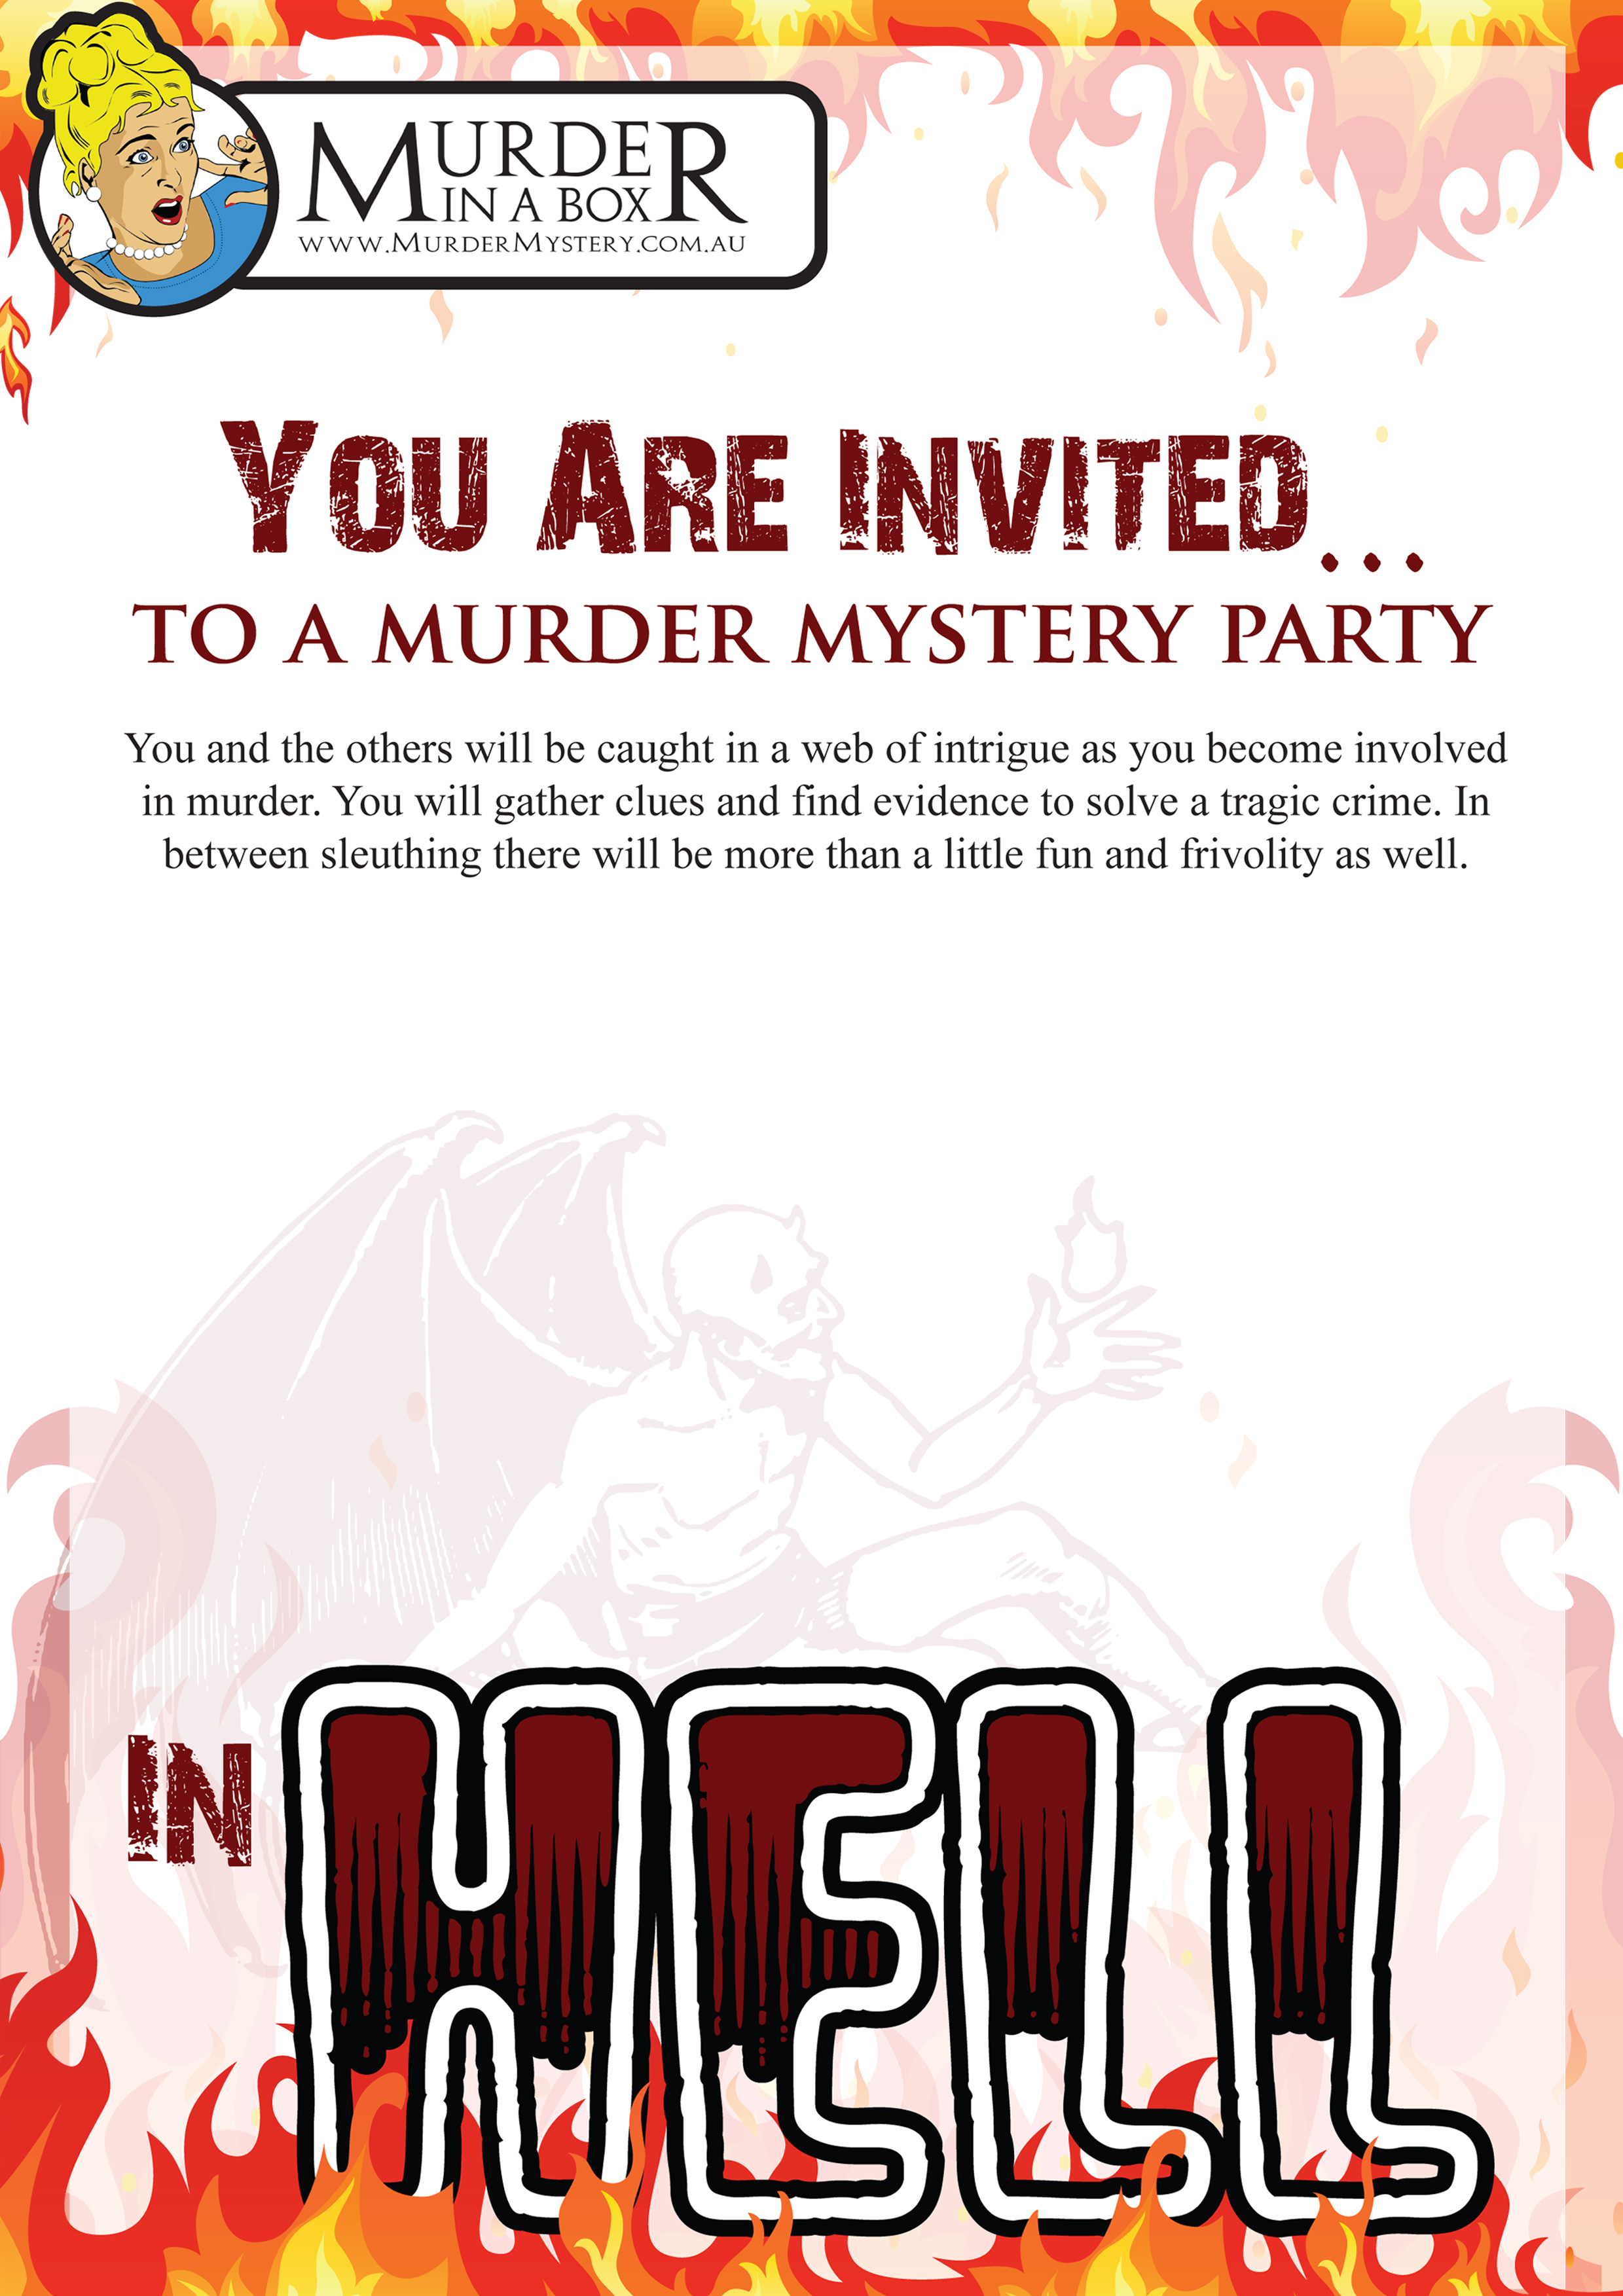 MURDER
IN A BOX
WWW.MURDERMYSTERY.COM.AU
YOU ARE INVITED...
TO A MURDER MYSTERY PARTY
You and the others will be caught in a web of intrigue as you become involved
in murder. You will gather clues and find evidence to solve a tragic crime. In
between sleuthing there will be more than a little fun and frivolity as well.
IN HELL